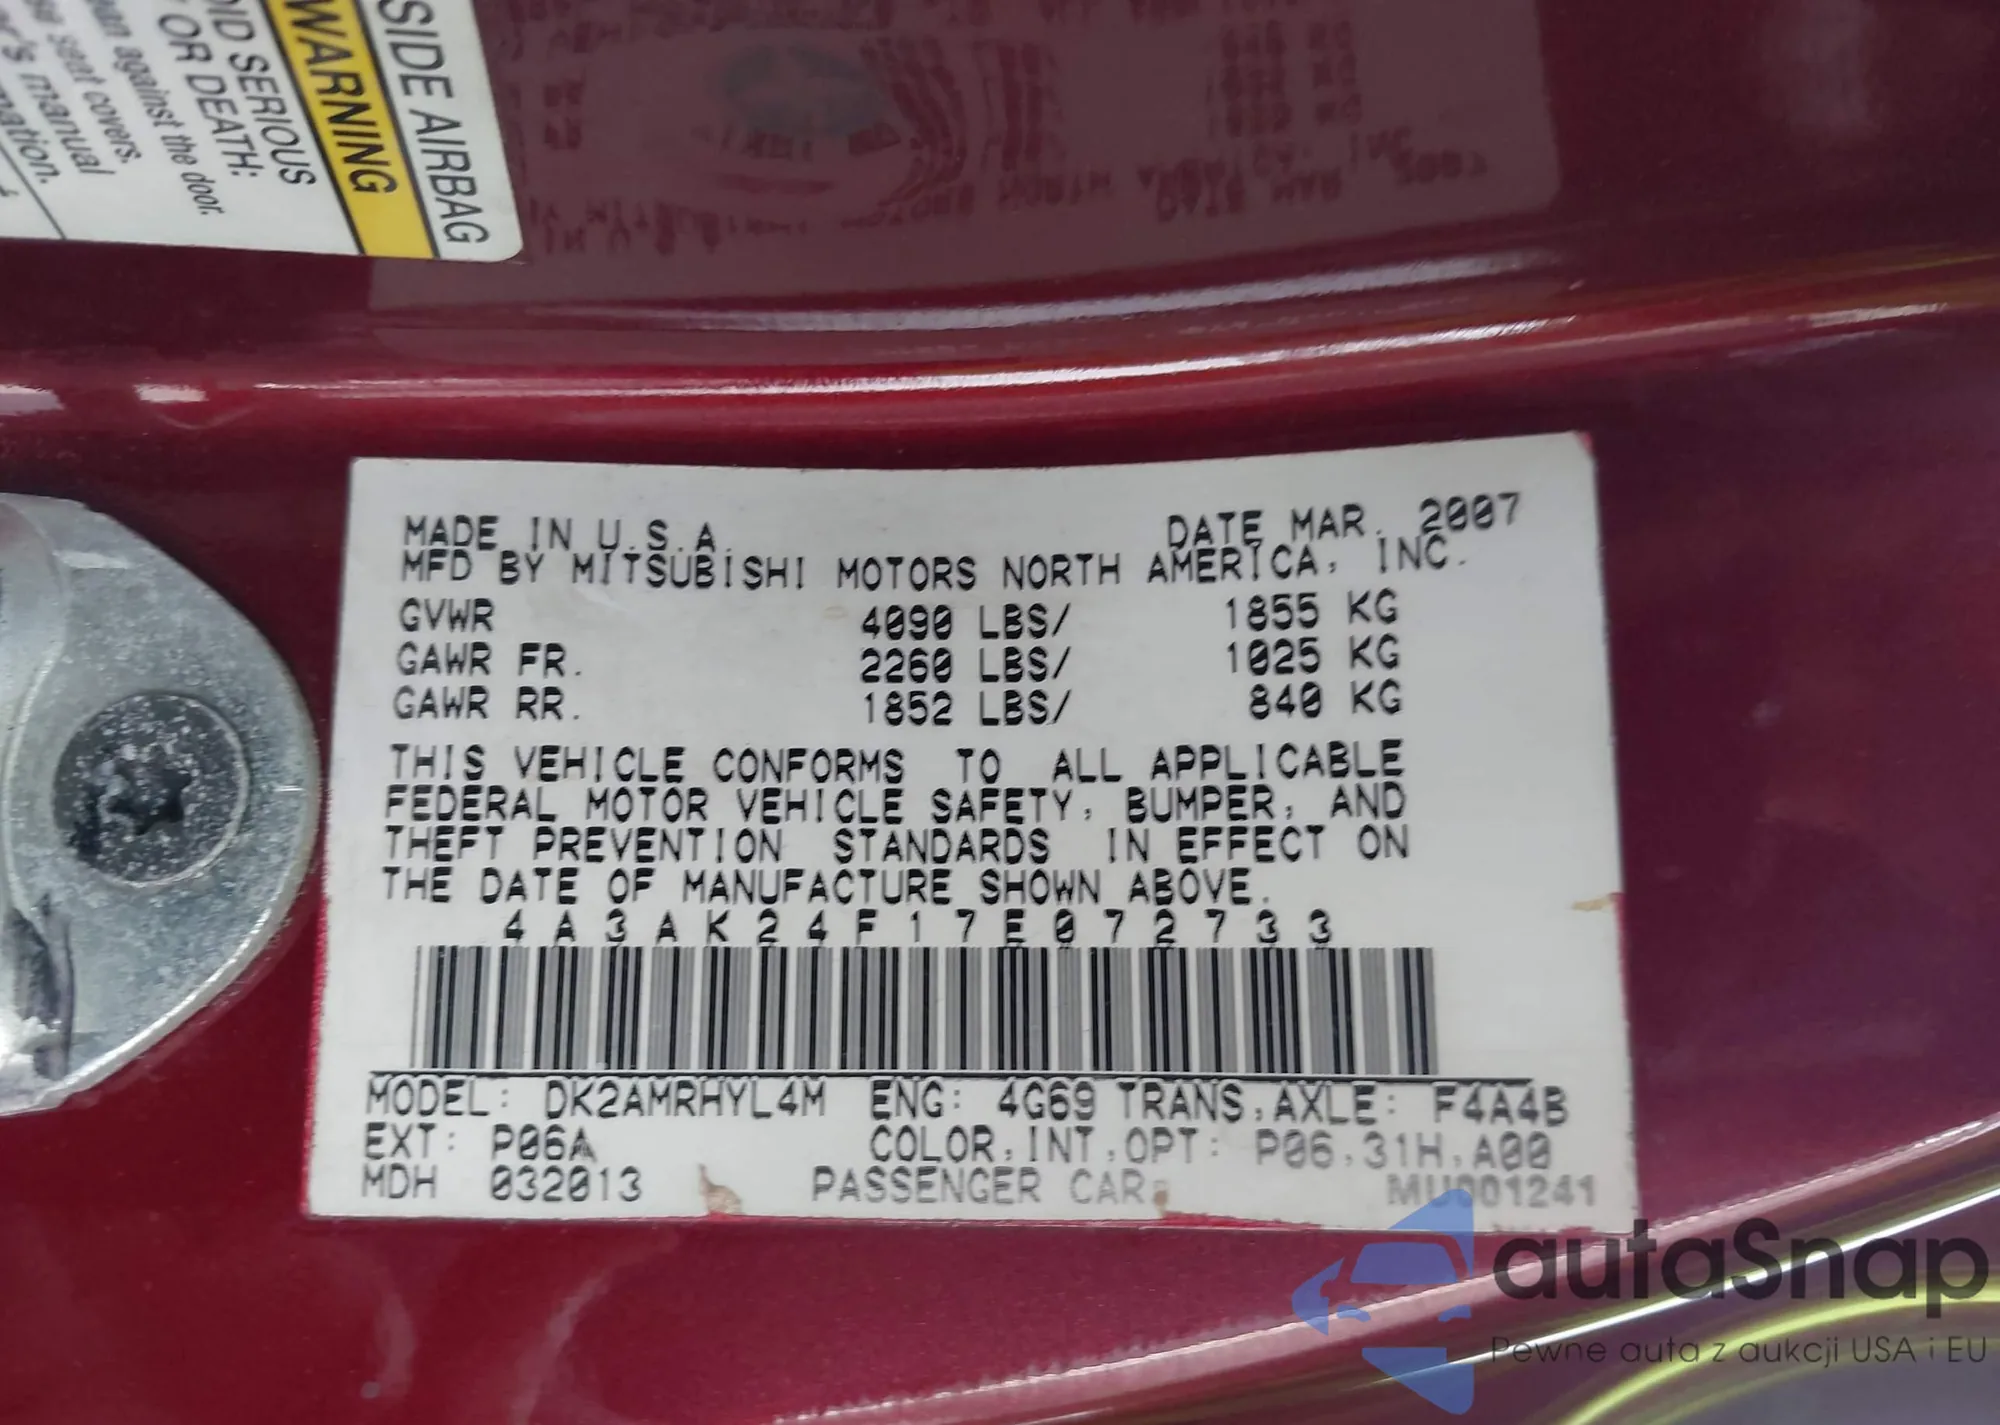 SIDE AIRBAG
WARNING
OID SERIOUS
OR DEATH:
against the door.
seat covers.
manual
MADE IN U.S.A. DATE MAR. 2007
MFD BY MITSUBISHI MOTORS NORTH AMERICA, INC.
GVWR 4090 LBS/ 1855 KG
GAWR FR. 2260 LBS/ 1025 KG
GAWR RR. 1852 LBS/ 840 KG
THIS VEHICLE CONFORMS TO ALL APPLICABLE
FEDERAL MOTOR VEHICLE SAFETY, BUMPER, AND
THEFT PREVENTION STANDARDS IN EFFECT ON
THE DATE OF MANUFACTURE SHOWN ABOVE.
4A3AK24F17E072733
MODEL: DK2AMRHYL4M ENG: 4G69 TRANS,AXLE: F4A4B
EXT: P06A COLOR,INT,OPT: P06,31H,A00
MDH 032013 PASSENGER CAR MU001241
autaSnap
Pewne auta z aukcji USA i EU